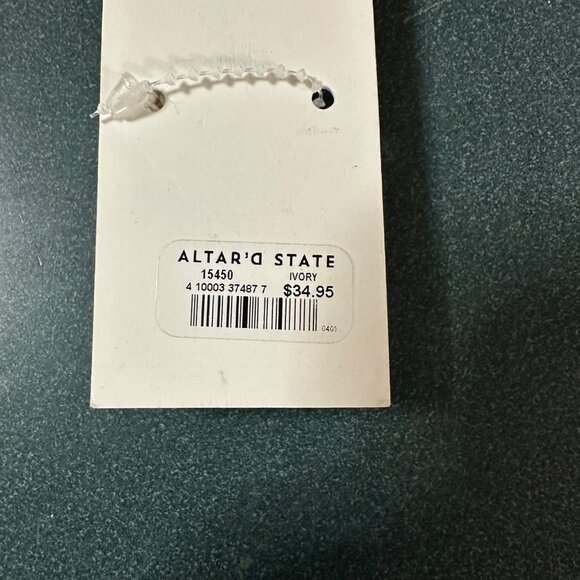 ALTAR'D STATE
15450 IVORY
4 10003 37487 7 $34.95
0401